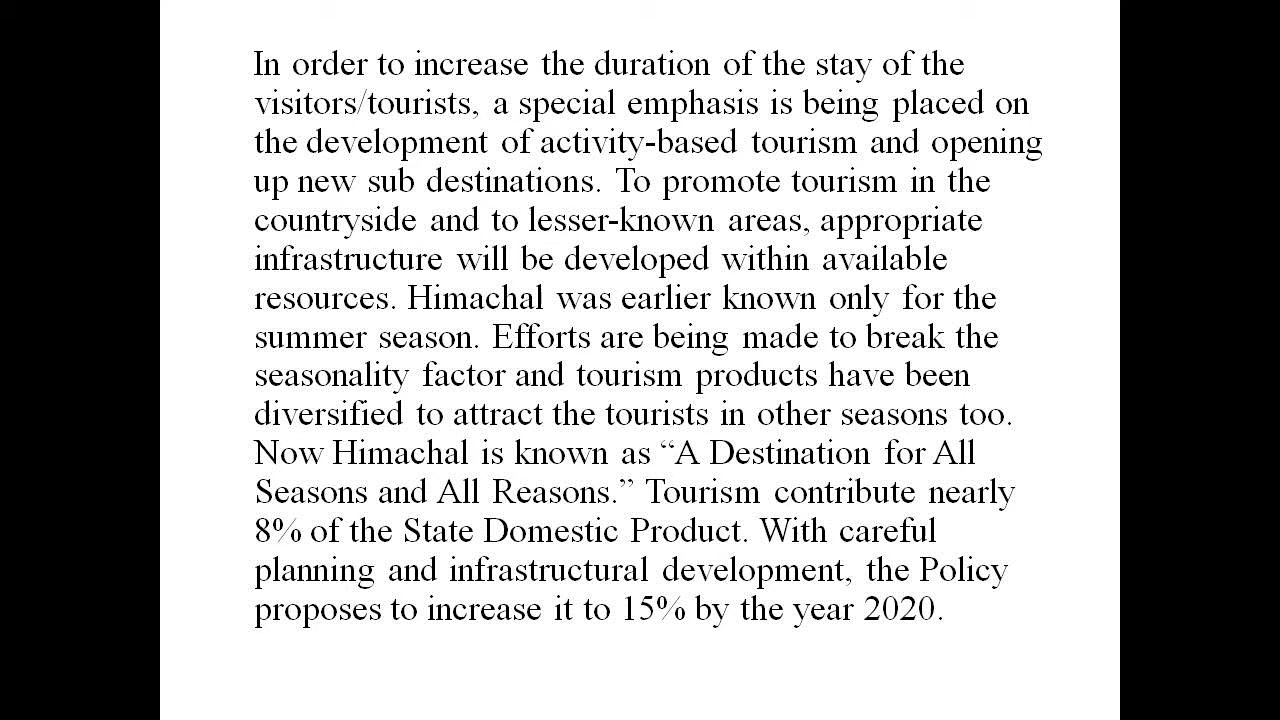 In order to increase the duration of the stay of the
visitors/tourists, a special emphasis is being placed on
the development of activity-based tourism and opening
up new sub destinations. To promote tourism in the
countryside and to lesser-known areas, appropriate
infrastructure will be developed within available
resources. Himachal was earlier known only for the
summer season. Efforts are being made to break the
seasonality factor and tourism products have been
diversified to attract the tourists in other seasons too.
Now Himachal is known as “A Destination for All
Seasons and All Reasons.” Tourism contribute nearly
8% of the State Domestic Product. With careful
planning and infrastructural development, the Policy
proposes to increase it to 15% by the year 2020.